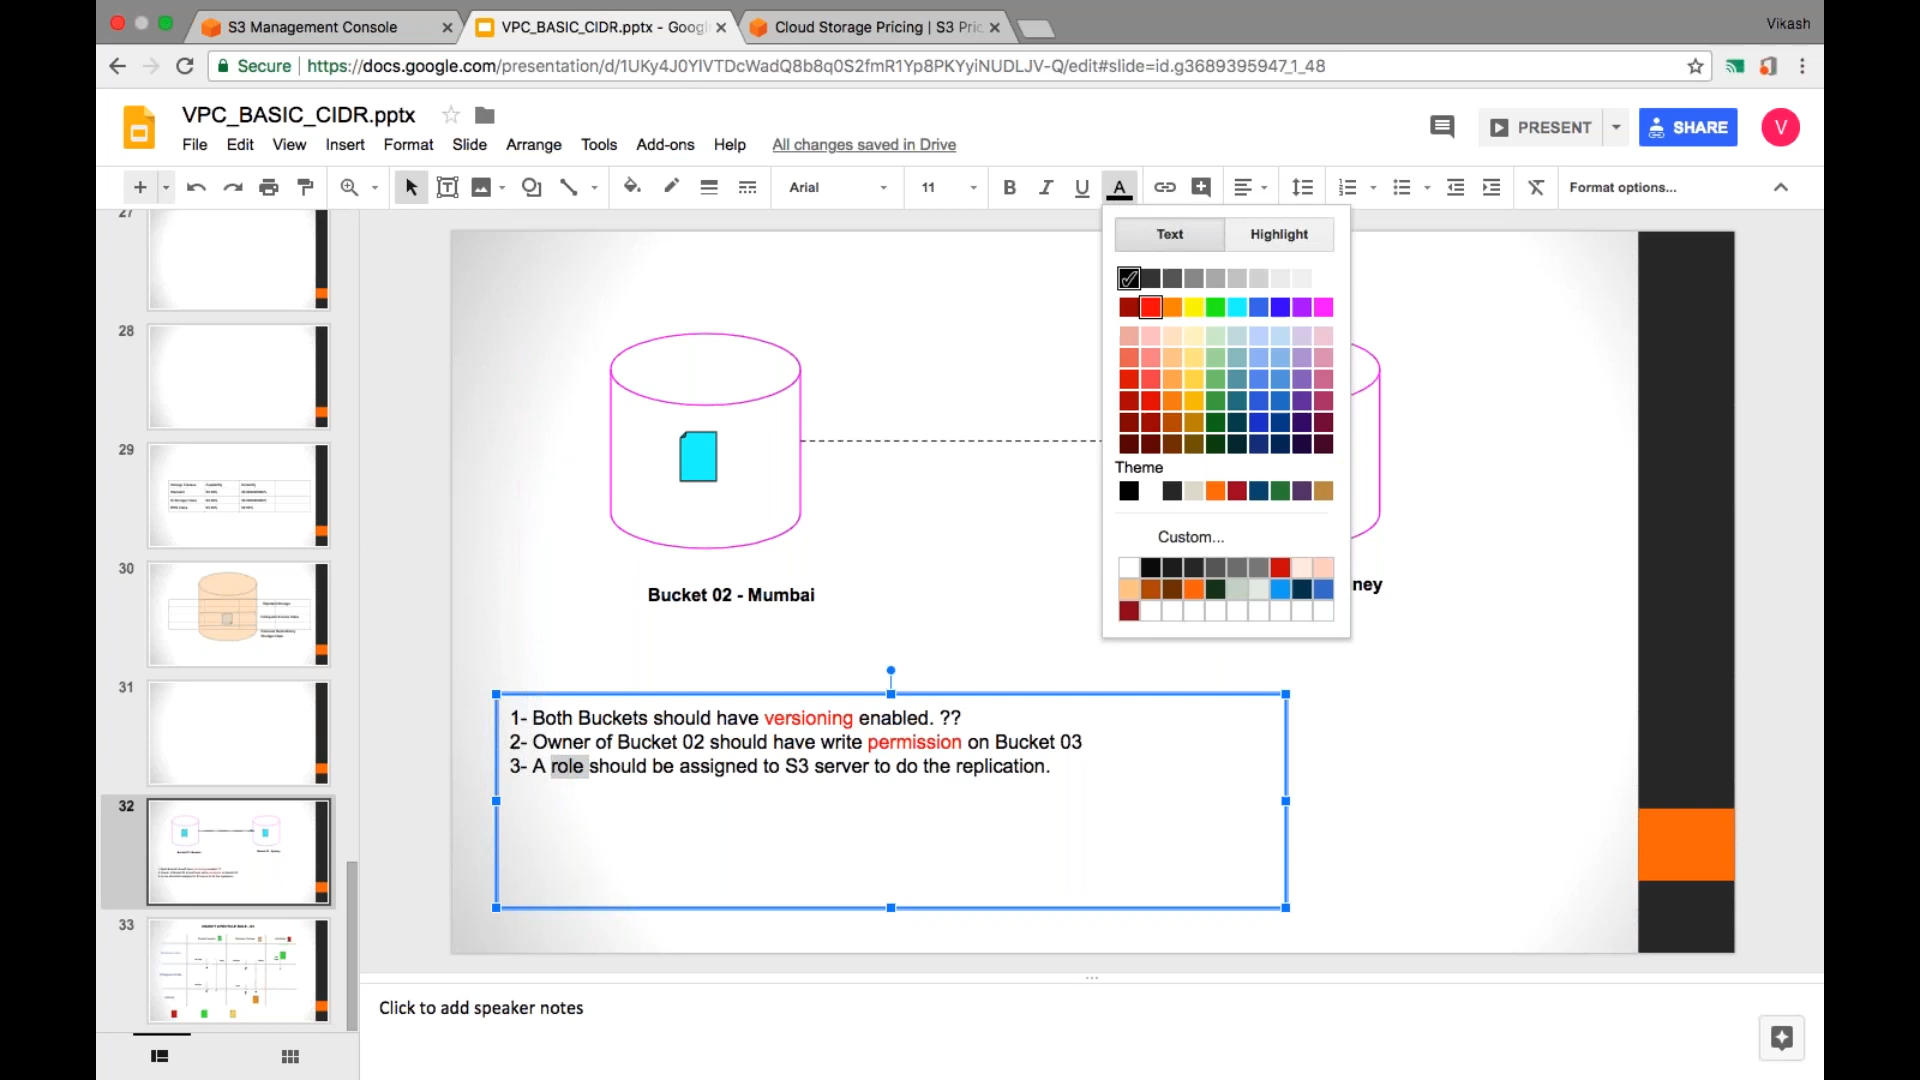 S3 Management Console
VPC_BASIC_CIDR.pptx - Googl
Cloud Storage Pricing | S3 Pric
Vikash
Secure
https://docs.google.com/presentation/d/1UKy4J0YlVTDcWadQ8b8q0S2fmR1Yp8PKYyiNUDLJV-Q/edit#slide=id.g3689395947_1_48
VPC_BASIC_CIDR.pptx
File Edit View Insert Format Slide Arrange Tools Add-ons Help All changes saved in Drive
PRESENT
SHARE
V
Arial
11
B I U A
Format options...
Text
Highlight
Theme
Custom...
27
28
29
30
31
32
33
Bucket 02 - Mumbai
ney
1- Both Buckets should have versioning enabled. ??
2- Owner of Bucket 02 should have write permission on Bucket 03
3- A role should be assigned to S3 server to do the replication.
Click to add speaker notes